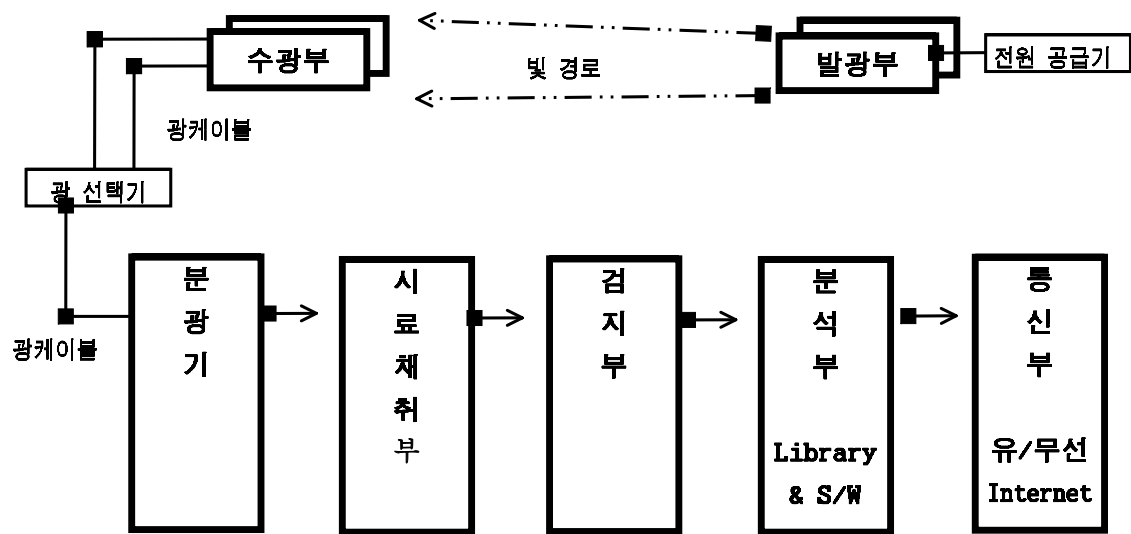 수광부
빛 경로
발광부
전원 공급기
광케이블
광 선택기
광케이블
분
광
기
시
료
채
취
부
검
지
부
분
석
부
Library
& S/W
통
신
부
유/무선
Internet